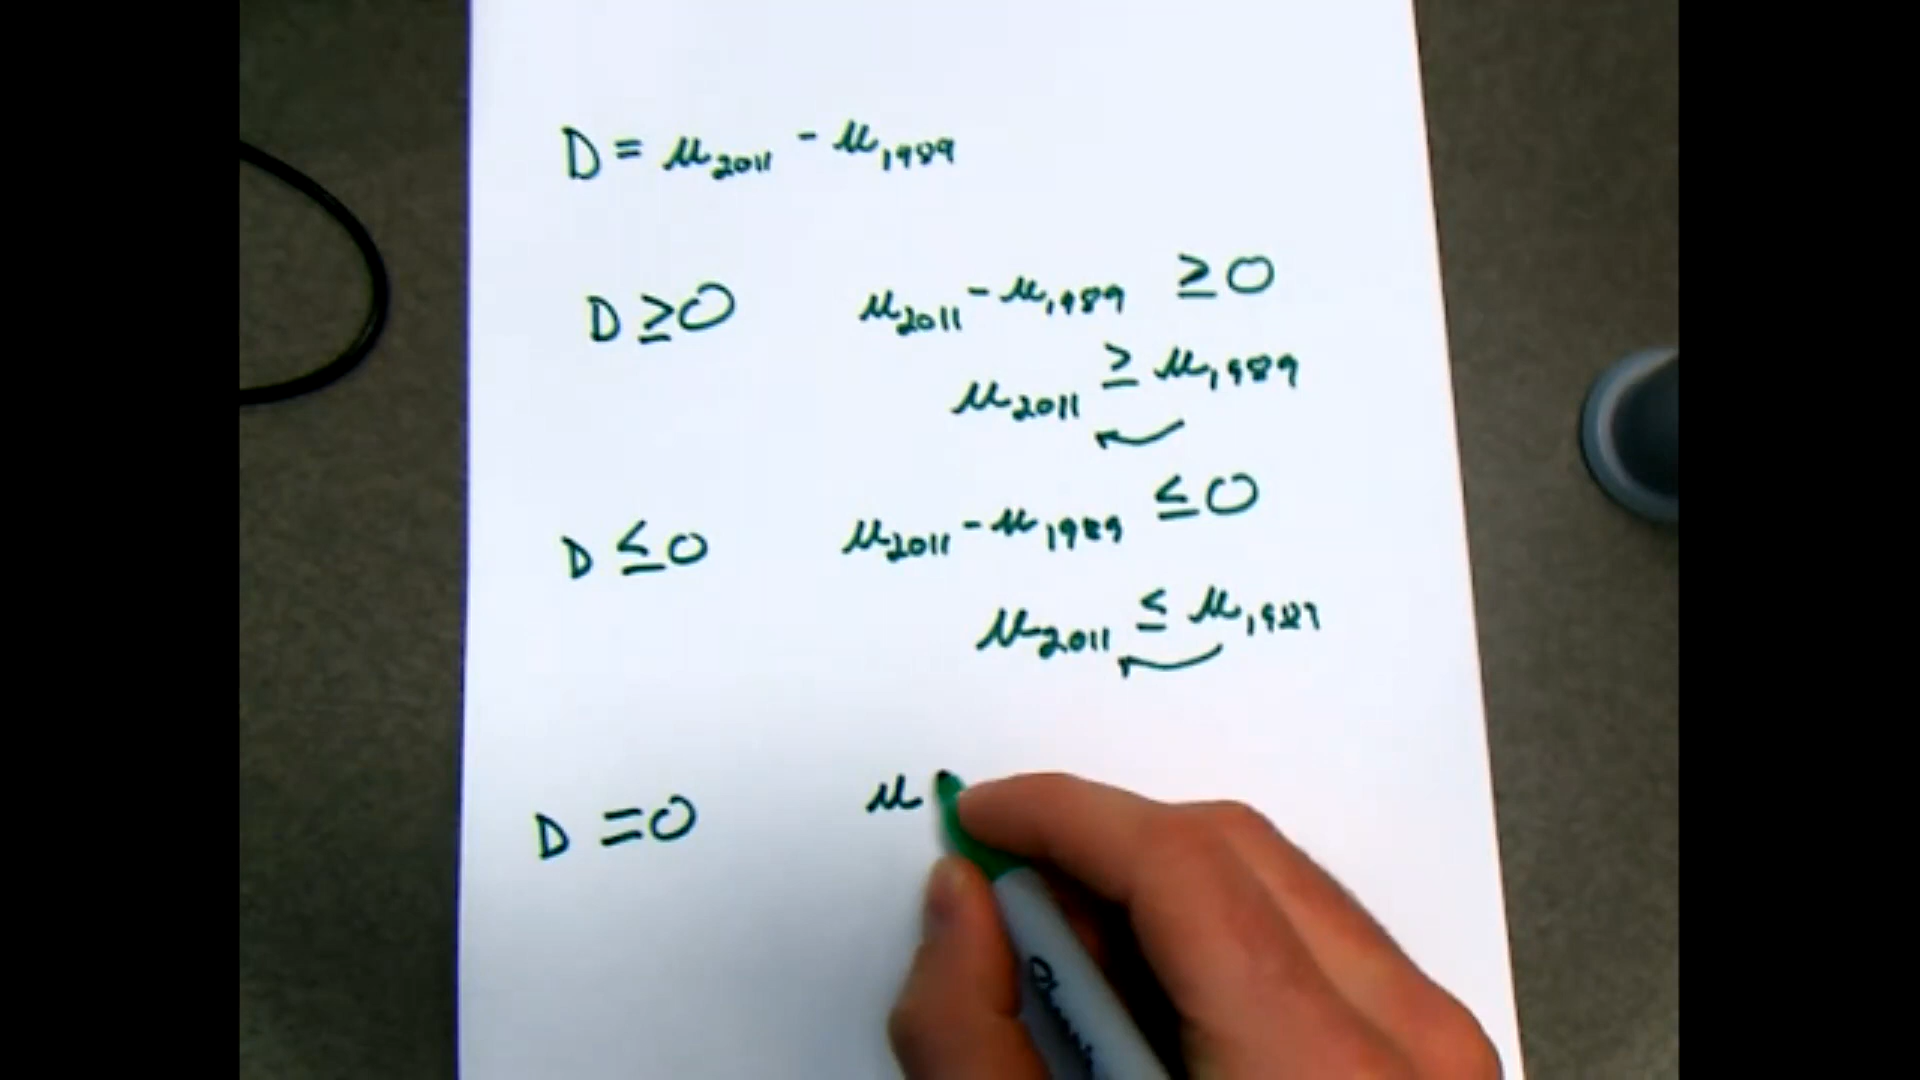 D = μ₂₀₁₁ - μ₁₉₈₉
D ≥ 0 μ₂₀₁₁ - μ₁₉₈₉ ≥ 0
μ₂₀₁₁ ≥ μ₁₉₈₉
D ≤ 0 μ₂₀₁₁ - μ₁₉₈₉ ≤ 0
μ₂₀₁₁ ≤ μ₁₉₈₉
D = 0 μ